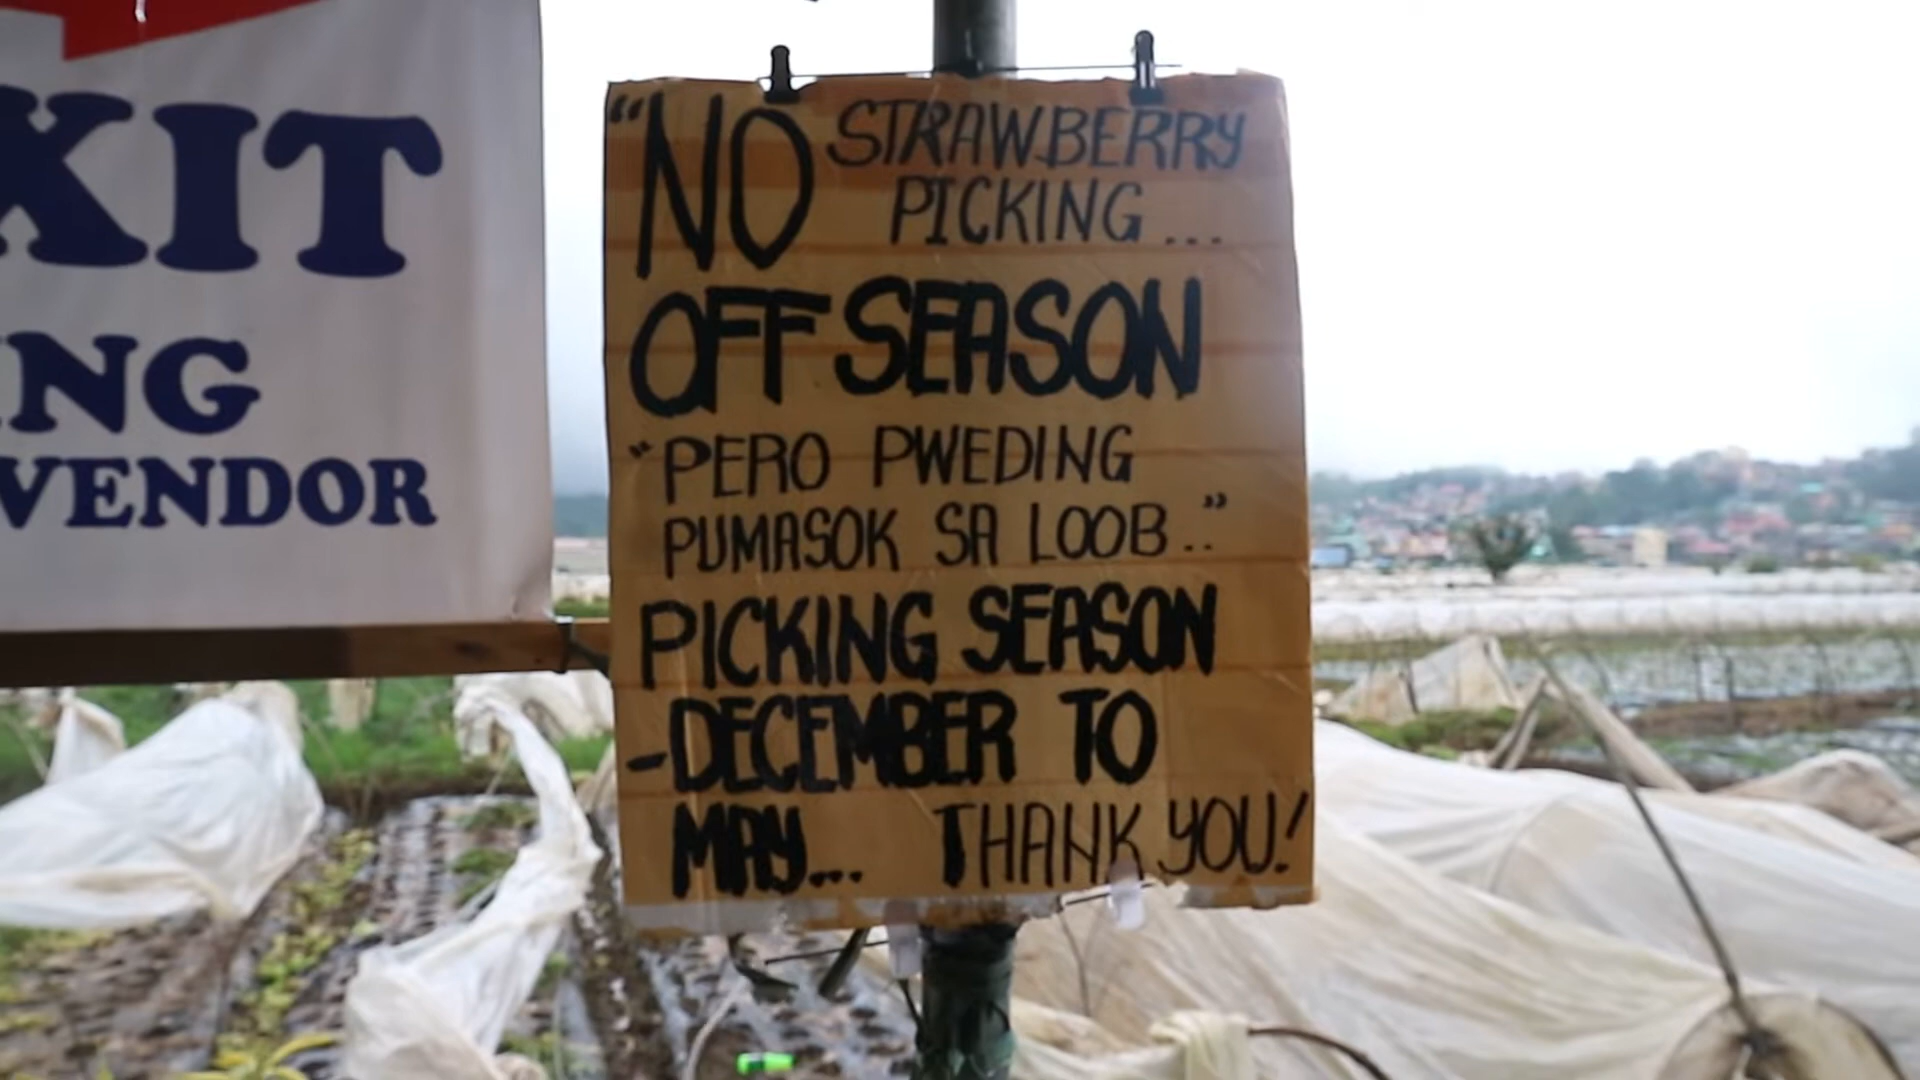 XIT
NG
VENDOR
"NO STRAWBERRY
PICKING...
OFF SEASON
"PERO PWEDING
PUMASOK SA LOOB.."
PICKING SEASON
-DECEMBER TO
MAY... THANK YOU!